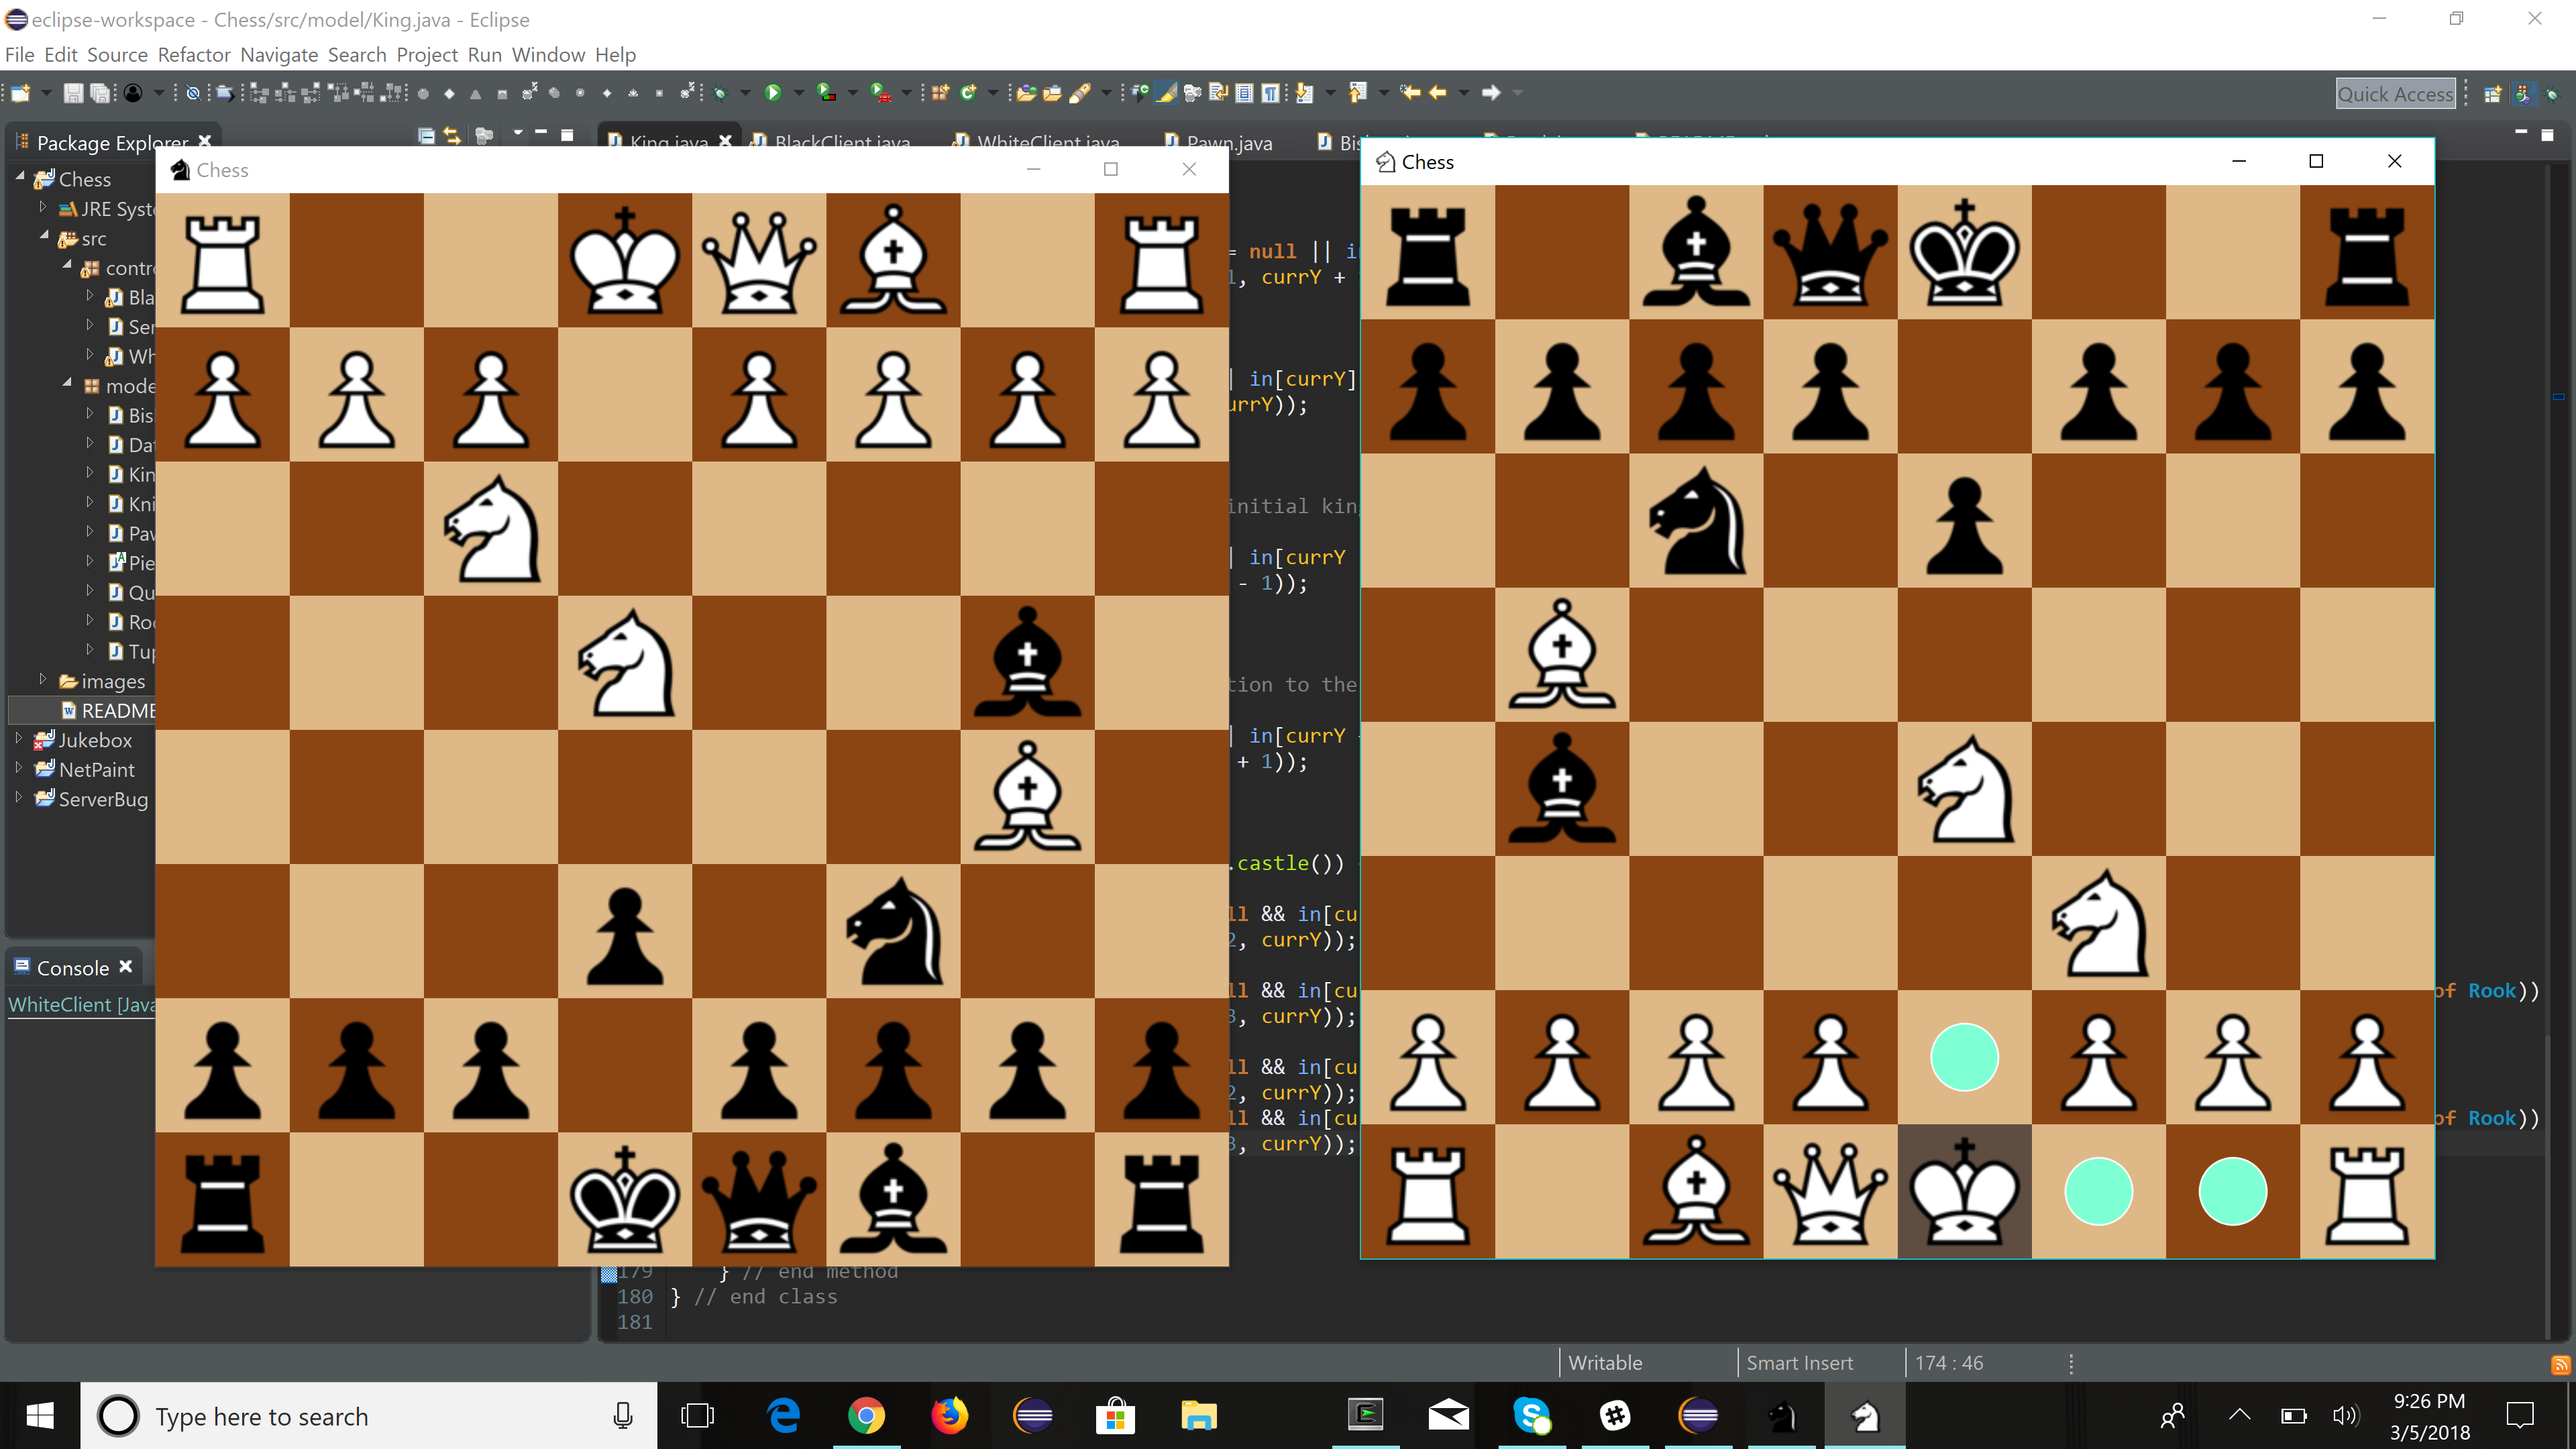 eclipse-workspace - Chess/src/model/King.java - Eclipse
File Edit Source Refactor Navigate Search Project Run Window Help
Quick Access
Package Explorer
King.java
BlackClient.java
WhiteClient.java
Pawn.java
Chess
JRE Syst
src
contr
Bla
Ser
Wh
mode
Bis
Dat
Kin
Kni
Pav
Pie
Qu
Roo
Tup
images
README
Jukebox
NetPaint
ServerBug
Chess
Chess
= null || i
1, currY +
in[currY]
urrY));
initial kin
in[currY
- 1));
tion to the
in[currY
+ 1));
.castle())
ll && in[cu
2, currY));
ll && in[cu
of Rook))
3, currY));
ll && in[cu
2, currY));
ll && in[cu
of Rook))
3, currY));
179 } // end method
180 } // end class
181
Console
WhiteClient [Java
Writable
Smart Insert
174 : 46
Type here to search
9:26 PM
3/5/2018